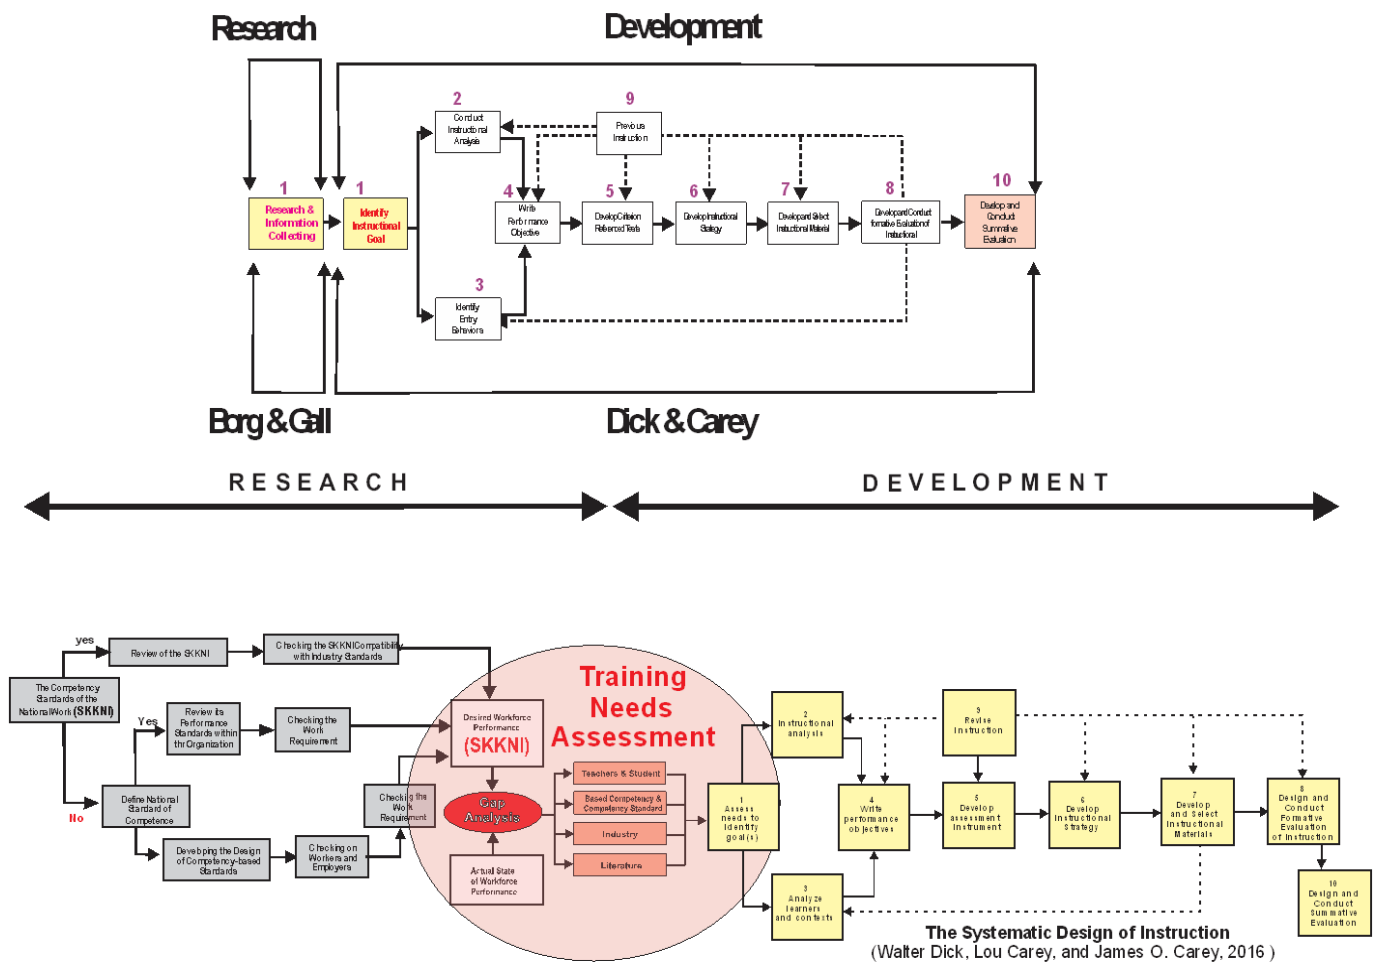 Research
Development
2
9
Conduct
Instructional
Analysis
Previous
Instruction
1
1
4
5
6
7
8
10
Research &
Information
Collecting
Identify
Instructional
Goal
Write
Performance
Objective
Develop Criterion
Referenced Tests
Develop Instructional
Strategy
Develop and Select
Instructional Material
Develop and Conduct
formative Evaluation of
Instructional
Develop and
Conduct
Summative
Evaluation
3
Identify
Entry
Behaviors
Borg & Gall
Dick & Carey
RESEARCH
DEVELOPMENT
yes
Review of the SKKNI
Checking the SKKNI Compatibility
with Industry Standards
The Competency
Standards of the
National Work (SKKNI)
Yes
Review its
Performance
Standards within
thr Organization
Checking the
Work
Requirement
No
Define National
Standard of
Competence
Checking the
Work
Requirement
Developing the Design
of Competency-based
Standards
Checking on
Workers and
Employers
Training
Needs
Assessment
Desired Workforce
Performance
(SKKNI)
Gap
Analysis
Actual State
of Workforce
Performance
Teachers & Student
Based Competency &
Competency Standard
Industry
Literature
1
Assess
needs to
identify
goal(s)
2
Instructional
analysis
9
Revise
Instruction
3
Analyze
learners
and contexts
4
Write
performance
objectives
5
Develop
assessment
instrument
6
Develop
Instructional
Strategy
7
Develop
and Select
Instructional
Materials
8
Design and
Conduct
Formative
Evaluation
of Instruction
10
Design and
Conduct
Summative
Evaluation
The Systematic Design of Instruction
(Walter Dick, Lou Carey, and James O. Carey, 2016 )